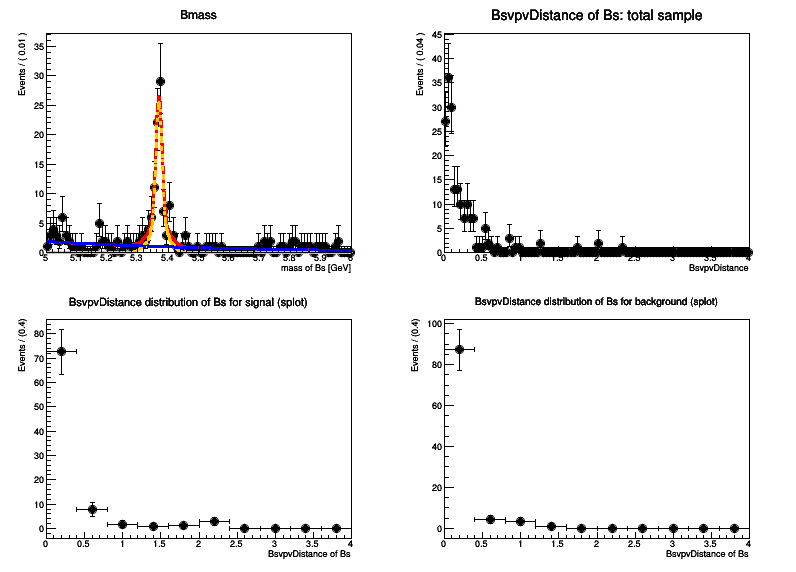 Bmass
Events / ( 0.01 )
35
30
25
20
15
10
5
0
5 5.1 5.2 5.3 5.4 5.5 5.6 5.7 5.8 5.9 6
mass of Bs [GeV]
BsvpvDistance of Bs: total sample
Events / ( 0.04 )
45
40
35
30
25
20
15
10
5
0
0 0.5 1 1.5 2 2.5 3 3.5 4
BsvpvDistance
BsvpvDistance distribution of Bs for signal (splot)
Events / (0.4)
80
70
60
50
40
30
20
10
0
0 0.5 1 1.5 2 2.5 3 3.5 4
BsvpvDistance of Bs
BsvpvDistance distribution of Bs for background (splot)
Events / (0.4)
100
80
60
40
20
0
0 0.5 1 1.5 2 2.5 3 3.5 4
BsvpvDistance of Bs